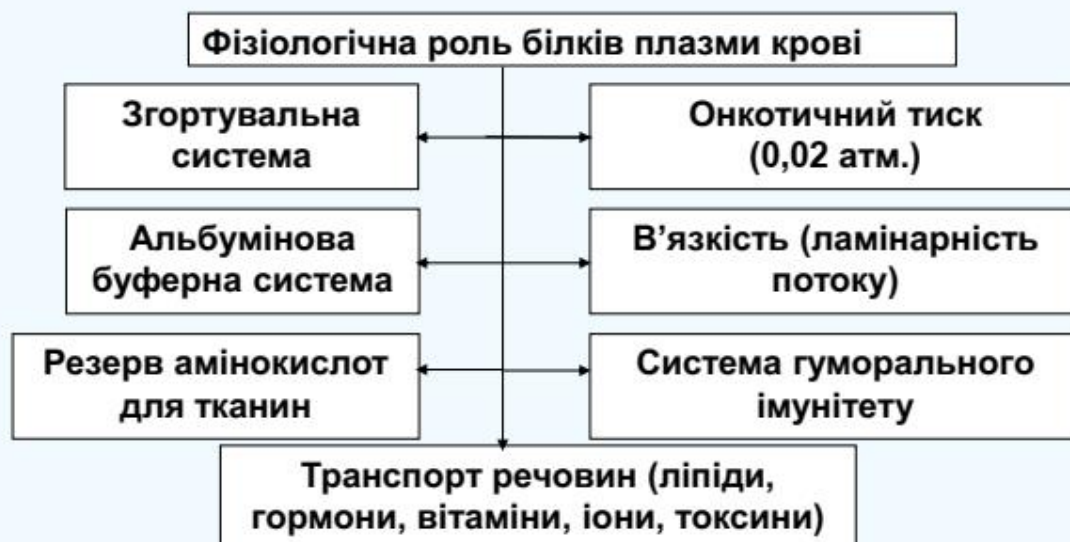 Фізіологічна роль білків плазми крові
Згортувальна
система
Онкотичний тиск
(0,02 атм.)
Альбумінова
буферна система
В’язкість (ламінарність
потоку)
Резерв амінокислот
для тканин
Система гуморального
імунітету
Транспорт речовин (ліпіди,
гормони, вітаміни, іони, токсини)